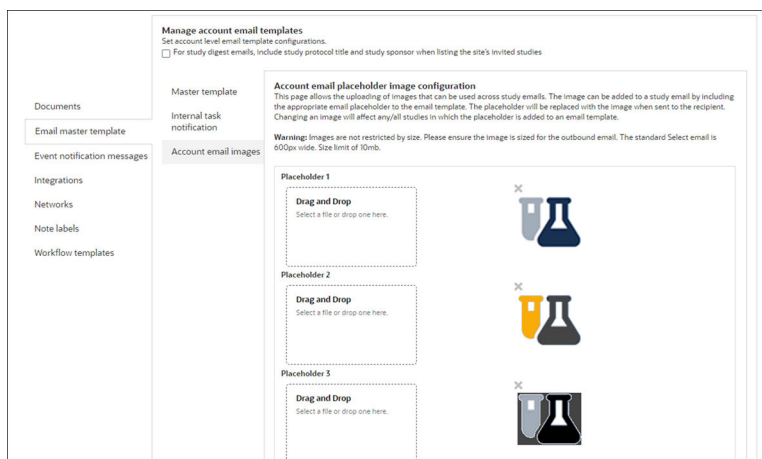 Manage account email templates
Set account level email template configurations.
For study digest emails, include study protocol title and study sponsor when listing the site's invited studies
Documents
Email master template
Event notification messages
Integrations
Networks
Note labels
Workflow templates
Master template
Internal task
notification
Account email images
Account email placeholder image configuration
This page allows the uploading of images that can be used across study emails. The image can be added to a study email by including
the appropriate email placeholder to the email template. The placeholder will be replaced with the image when sent to the recipient.
Changing an image will affect any/all studies in which the placeholder is added to an email template.
Warning: Images are not restricted by size. Please ensure the image is sized for the outbound email. The standard Select email is
600px wide. Size limit of 10mb.
Placeholder 1
Drag and Drop
Select a file or drop one here.
Placeholder 2
Drag and Drop
Select a file or drop one here.
Placeholder 3
Drag and Drop
Select a file or drop one here.